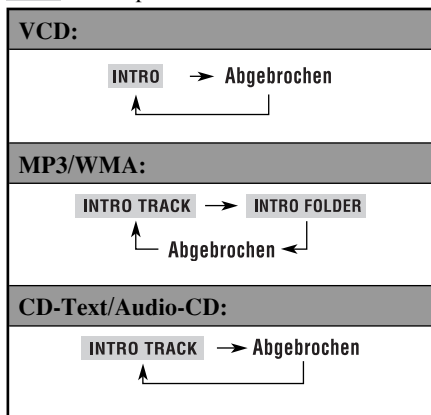 VCD:
INTRO Abgebrochen
MP3/WMA:
INTRO TRACK INTRO FOLDER
Abgebrochen
CD-Text/Audio-CD:
INTRO TRACK Abgebrochen